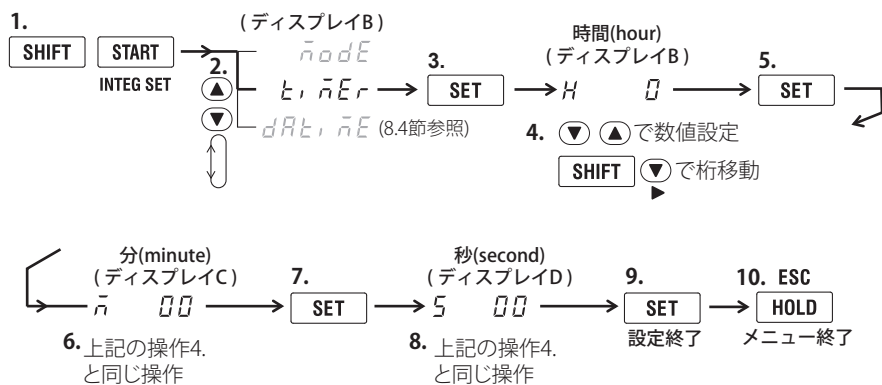 1.
SHIFT START
INTEG SET
2.
(ディスプレイB)
modE
timEr
dAtimE (8.4節参照)
3.
SET
時間(hour)
(ディスプレイB)
H 0
4. ▼ ▲ で数値設定
SHIFT ▼ で桁移動
5.
SET
分(minute)
(ディスプレイC)
m 00
6. 上記の操作4.
と同じ操作
7.
SET
秒(second)
(ディスプレイD)
S 00
8. 上記の操作4.
と同じ操作
9.
SET
設定終了
10. ESC
HOLD
メニュー終了